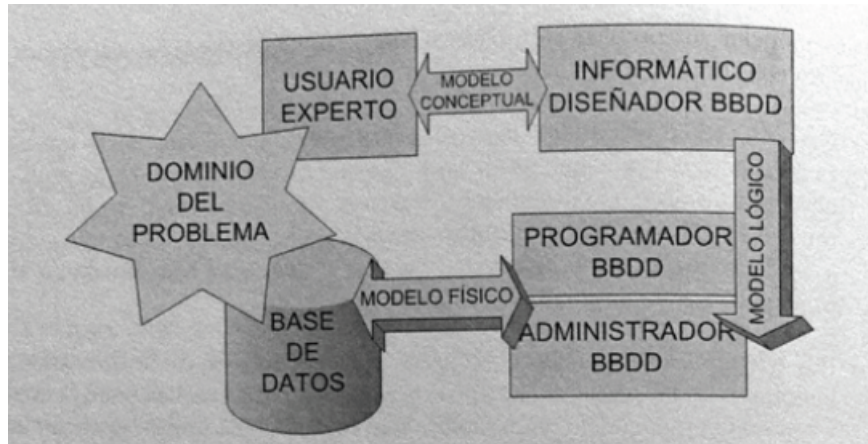 USUARIO
EXPERTO
MODELO
CONCEPTUAL
INFORMÁTICO
DISEÑADOR BBDD
DOMINIO
DEL
PROBLEMA
MODELO LÓGICO
PROGRAMADOR
BBDD
MODELO FÍSICO
ADMINISTRADOR
BBDD
BASE
DE
DATOS